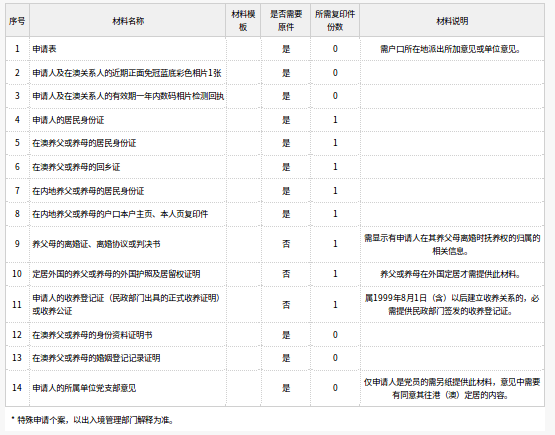 序号 材料名称 材料模板 是否需要原件 所需复印件份数 材料说明
1 申请表 是 0 需户口所在地派出所加意见或单位意见。
2 申请人及在澳关系人的近期正面免冠蓝底彩色相片1张 是 0
3 申请人及在澳关系人的有效期一年内数码相片检测回执 是 0
4 申请人的居民身份证 是 1
5 在澳养父或养母的居民身份证 是 1
6 在澳养父或养母的回乡证 是 1
7 在内地养父或养母的居民身份证 是 1
8 在内地养父或养母的户口本户主页、本人页复印件 是 1
9 养父母的离婚证、离婚协议或判决书 否 1 需显示有申请人在其养父母离婚时抚养权的归属的
相关信息。
10 定居外国的养父或养母的外国护照及居留权证明 否 1 养父或养母在外国定居才需提供此材料。
11 申请人的收养登记证（民政部门出具的正式收养证明）
或收养公证 否 1 属1999年8月1日（含）以后建立收养关系的，必
需提供民政部门签发的收养登记证。
12 在澳养父或养母的身份资料证明书 是 0
13 在澳养父或养母的婚姻登记记录证明 是 0
14 申请人的所属单位党支部意见 是 0 仅申请人是党员的需另纸提供此材料，意见中需要
有同意其往港（澳）定居的内容。
* 特殊申请个案，以出入境管理部门解释为准。